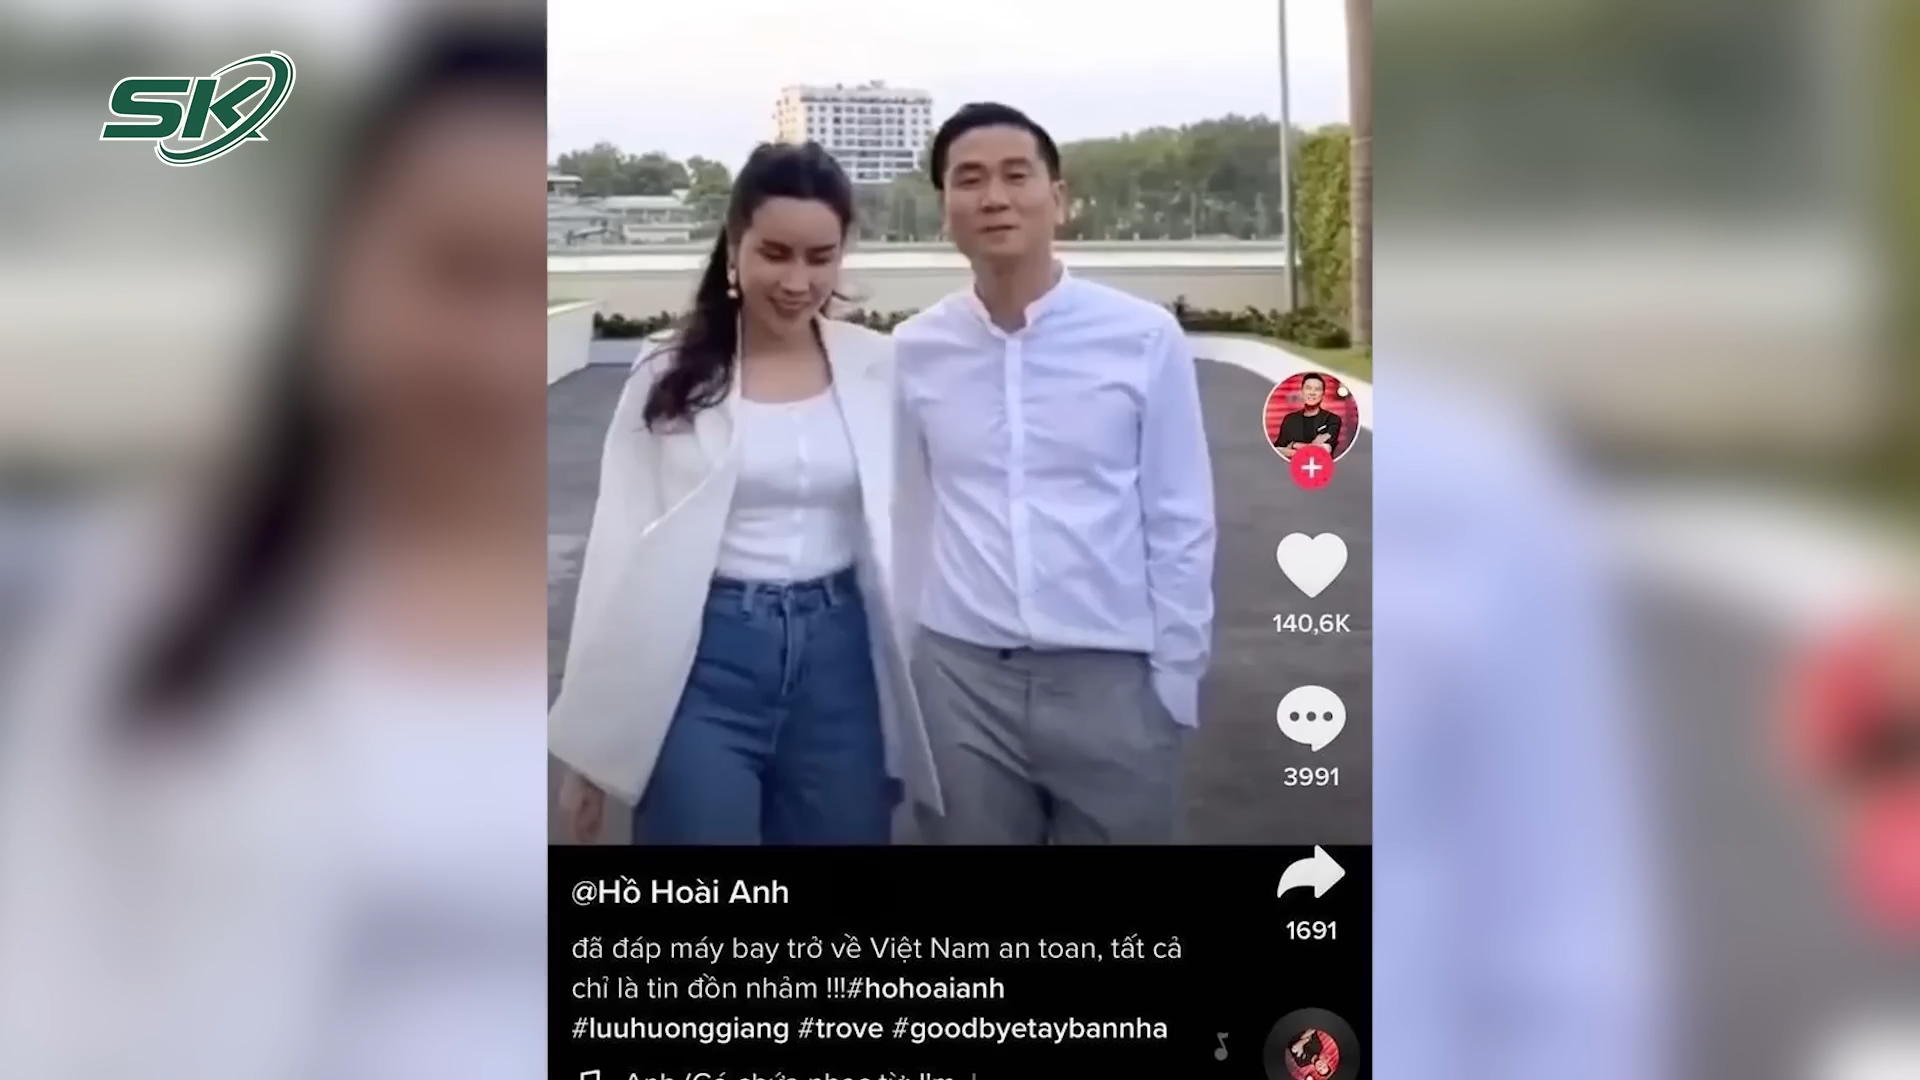 SK
140,6K
3991
1691
@Hồ Hoài Anh
đã đáp máy bay trở về Việt Nam an toan, tất cả
chỉ là tin đồn nhảm !!!#hohoaianh
#luuhuonggiang #trove #goodbyetaybannha